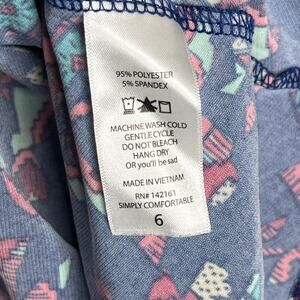 95% POLYESTER
5% SPANDEX
MACHINE WASH COLD
GENTLE CYCLE
DO NOT BLEACH
HANG DRY
OR you'll be sad
MADE IN VIETNAM
RN# 142161
SIMPLY COMFORTABLE
6